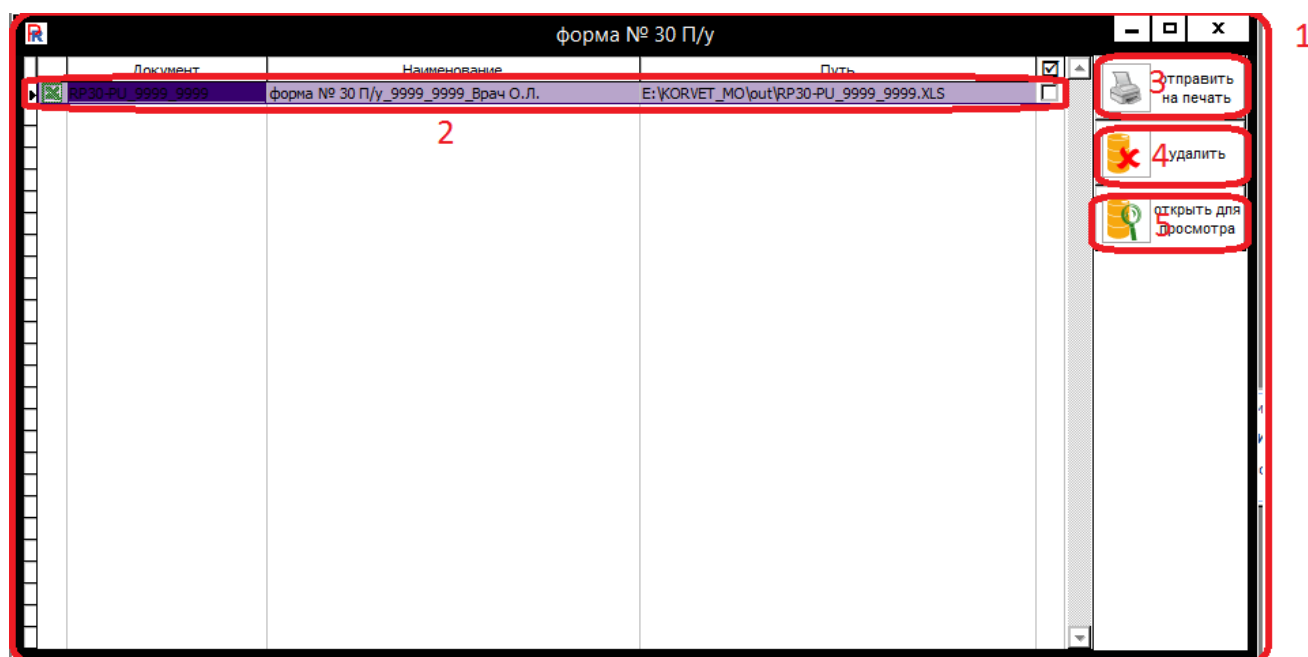 форма № 30 П/у
1
Документ Наименование Путь
RP30-PU_9999_9999 форма № 30 П/у_9999_9999_Врач О.Л. E:\KORVET_MO\out\RP30-PU_9999_9999.XLS
2
3
отправить
на печать
4
удалить
5
открыть для
просмотра